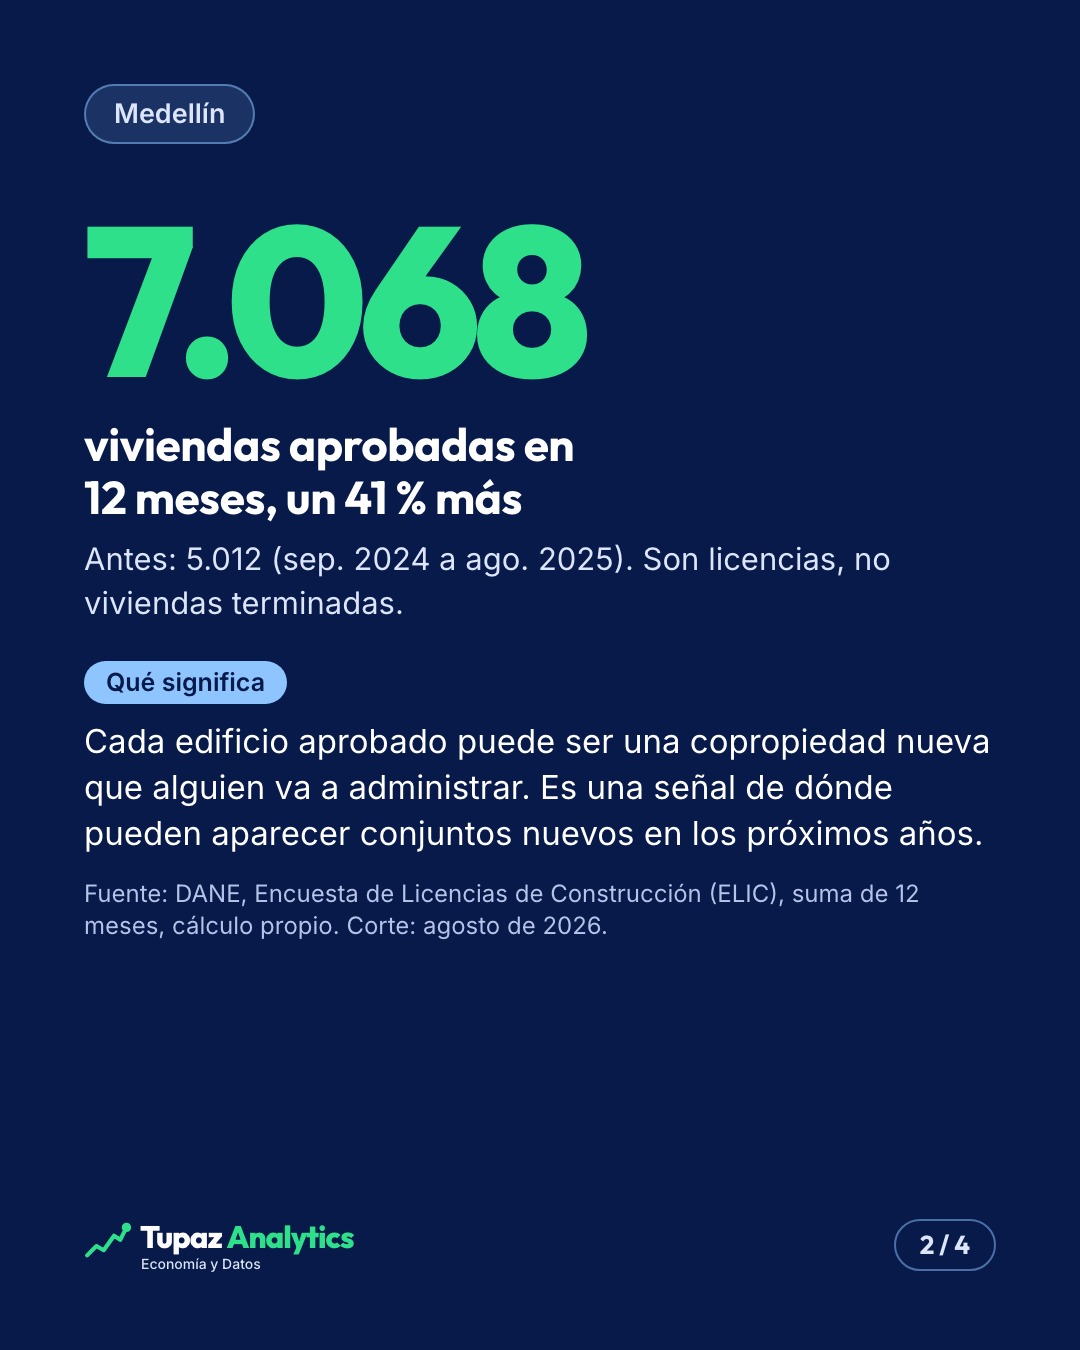 Medellín
7.068
viviendas aprobadas en
12 meses, un 41 % más
Antes: 5.012 (sep. 2024 a ago. 2025). Son licencias, no
viviendas terminadas.
Qué significa
Cada edificio aprobado puede ser una copropiedad nueva
que alguien va a administrar. Es una señal de dónde
pueden aparecer conjuntos nuevos en los próximos años.
Fuente: DANE, Encuesta de Licencias de Construcción (ELIC), suma de 12
meses, cálculo propio. Corte: agosto de 2026.
Tupaz Analytics
Economía y Datos
2 / 4